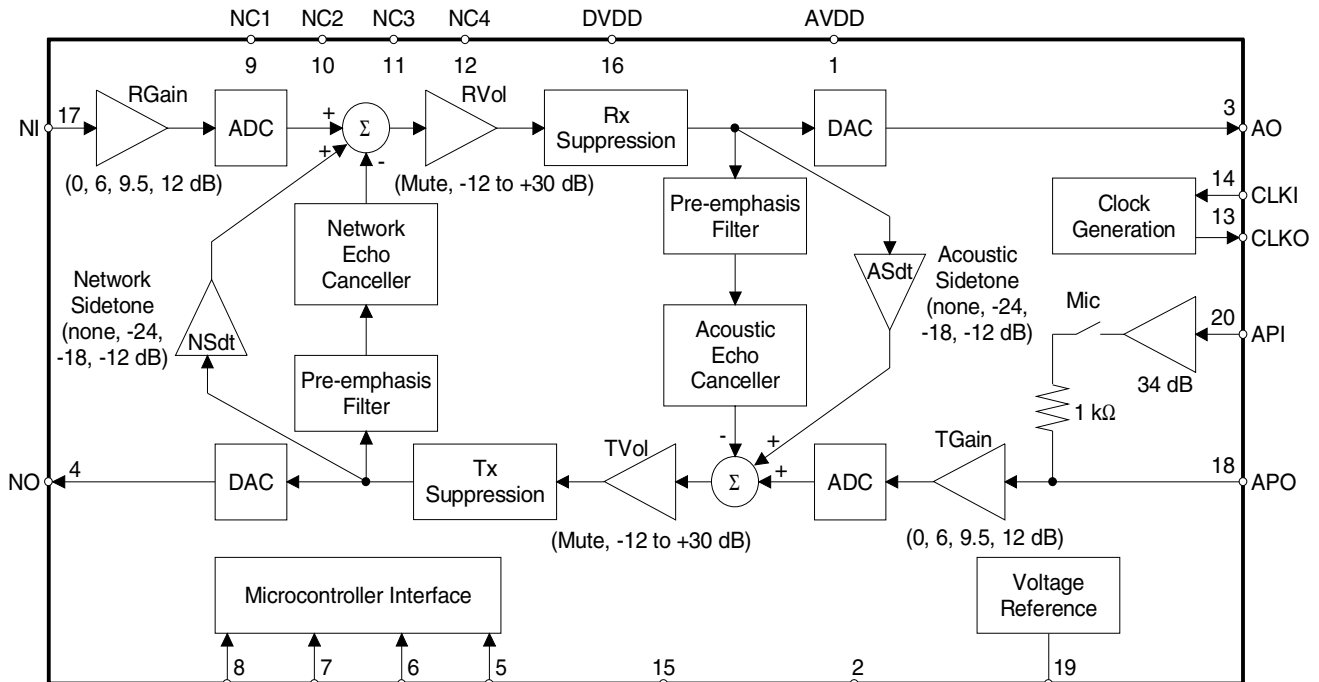 NC1 NC2 NC3 NC4 DVDD AVDD
9 10 11 12 16 1
NI 17 RGain ADC + Σ RVol Rx
Suppression DAC 3 AO
+
-
(0, 6, 9.5, 12 dB)
(Mute, -12 to +30 dB)
Pre-emphasis
Filter
Clock
Generation
14 CLKI
13 CLKO
Network
Echo
Canceller
Network
Sidetone
(none, -24,
-18, -12 dB)
NSdt
ASdt
Acoustic
Sidetone
(none, -24,
-18, -12 dB)
Acoustic
Echo
Canceller
Mic
20 API
34 dB
1 kΩ
Pre-emphasis
Filter
NO 4 DAC Tx
Suppression TVol Σ - + + ADC TGain 18 APO
(Mute, -12 to +30 dB)
(0, 6, 9.5, 12 dB)
Microcontroller Interface
Voltage
Reference
8 7 6 5 15 2 19